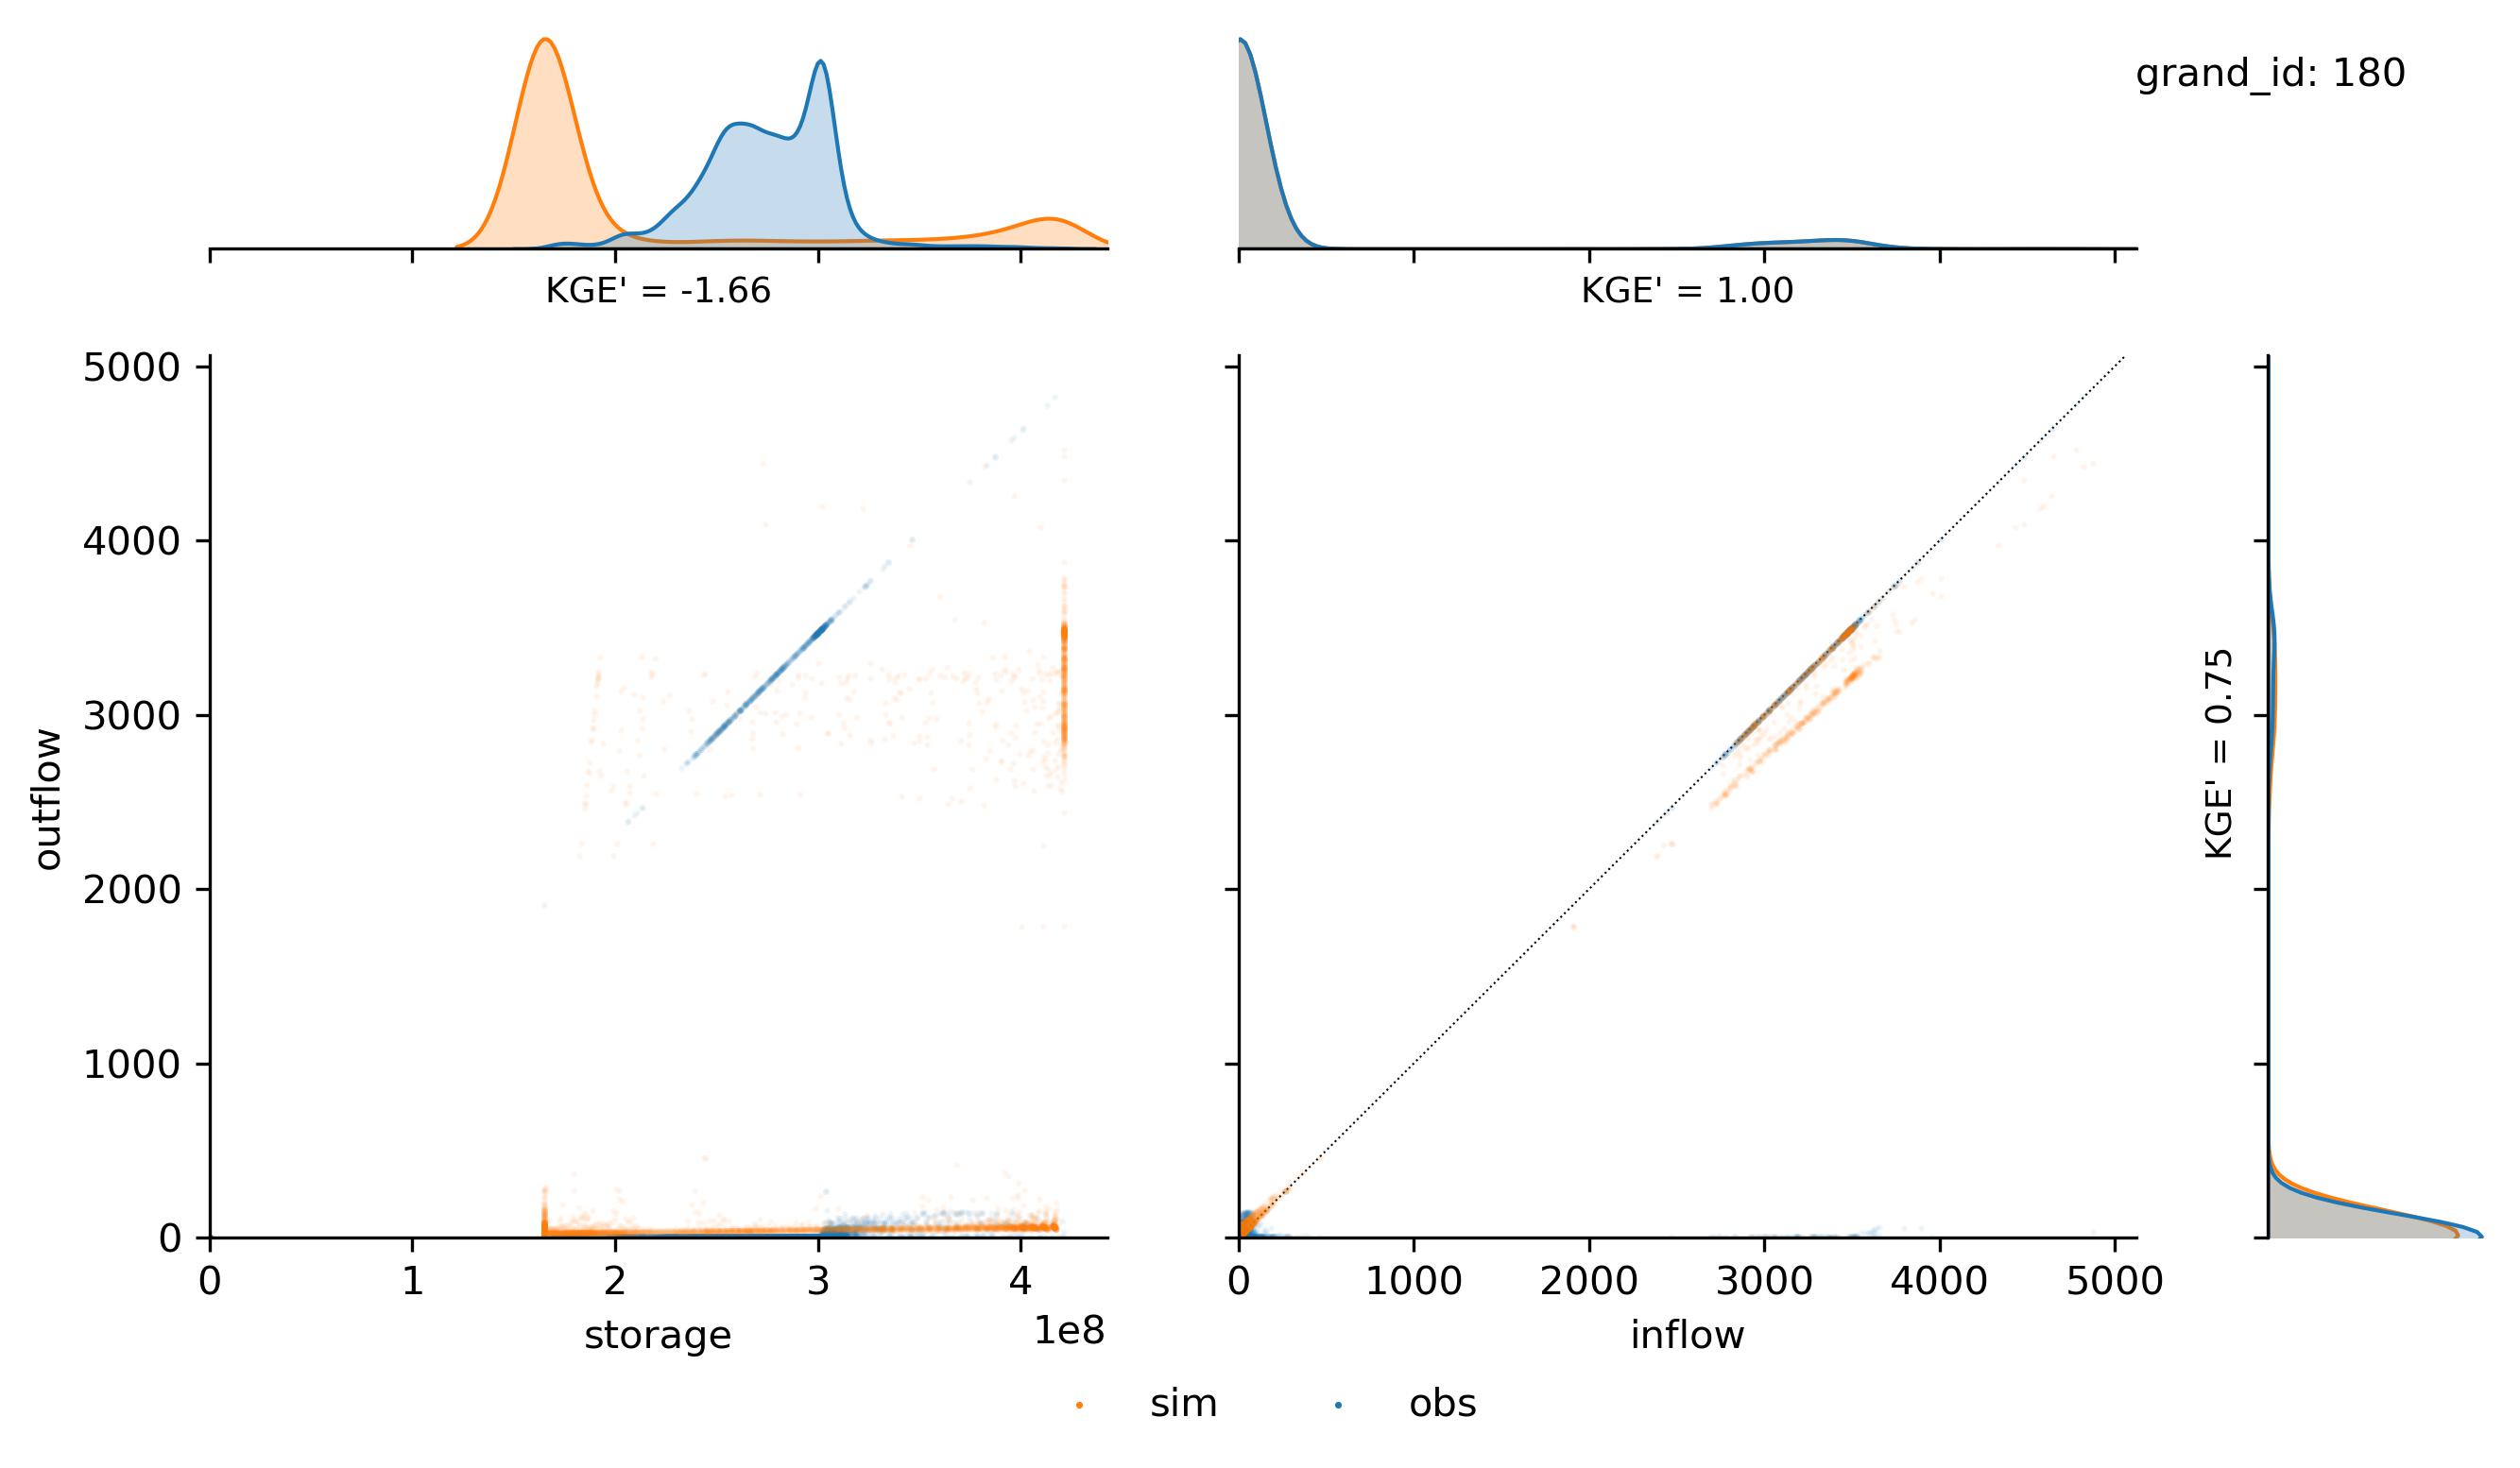 grand_id: 180
KGE' = -1.66
KGE' = 1.00
5000
4000
3000
2000
1000
0
outflow
KGE' = 0.75
0 1 2 3 4
1e8
storage
0 1000 2000 3000 4000 5000
inflow
sim obs